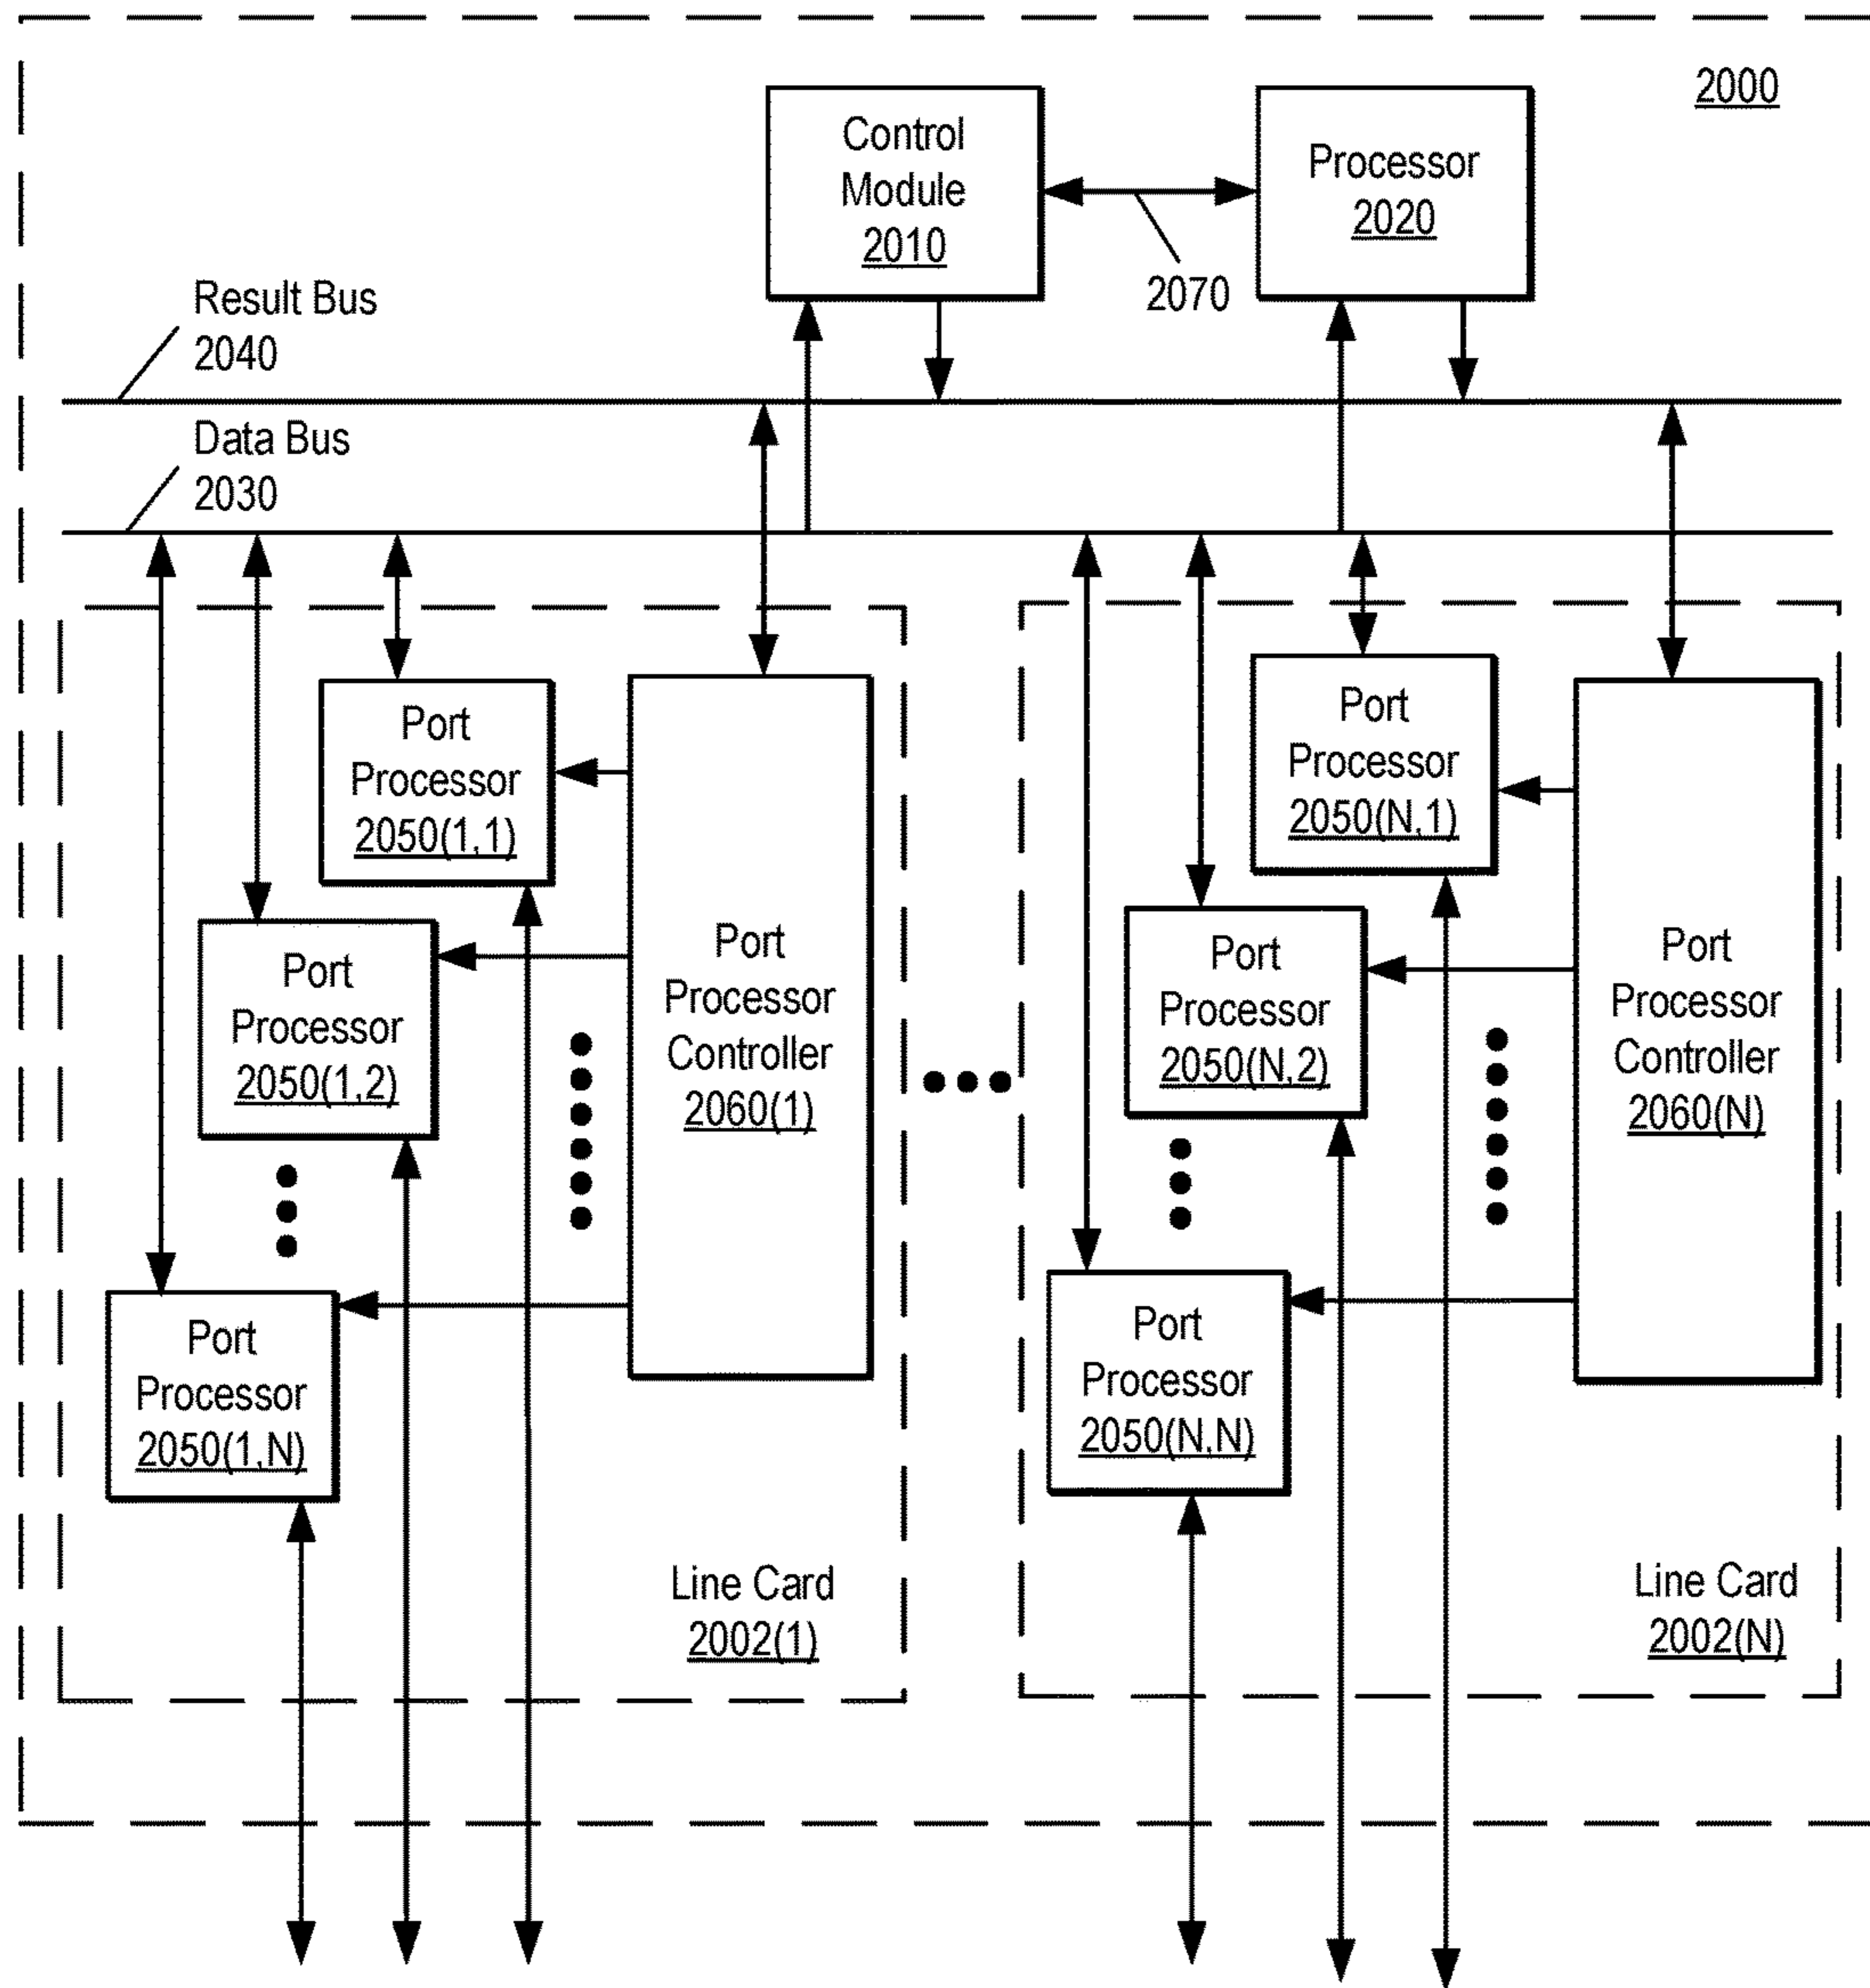 2000
Control
Module
2010
Processor
2020
2070
Result Bus
2040
Data Bus
2030
Port
Processor
2050(1,1)
Port
Processor
2050(1,2)
Port
Processor
2050(1,N)
Port
Processor
Controller
2060(1)
Line Card
2002(1)
Port
Processor
2050(N,1)
Port
Processor
2050(N,2)
Port
Processor
2050(N,N)
Port
Processor
Controller
2060(N)
Line Card
2002(N)